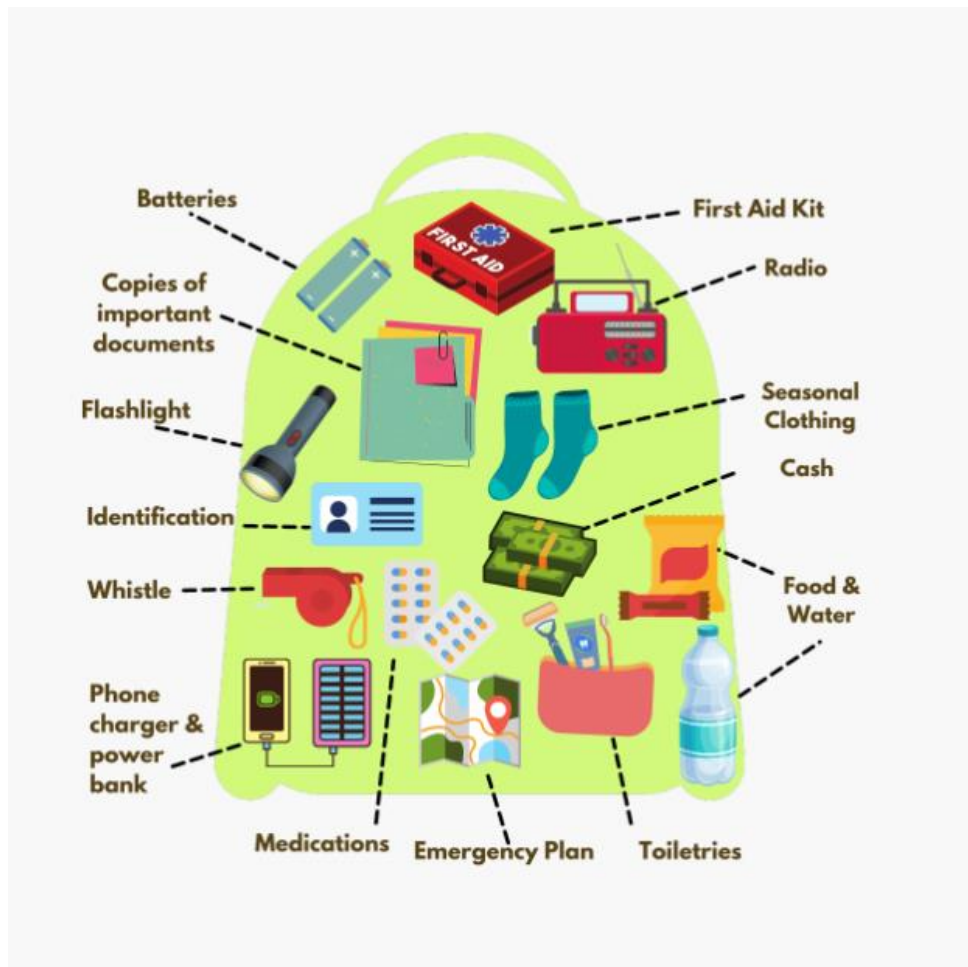 Batteries
First Aid Kit
FIRST AID
Radio
Copies of
important
documents
Flashlight
Seasonal
Clothing
Cash
Identification
Whistle
Food &
Water
Phone
charger &
power
bank
Medications
Emergency Plan
Toiletries